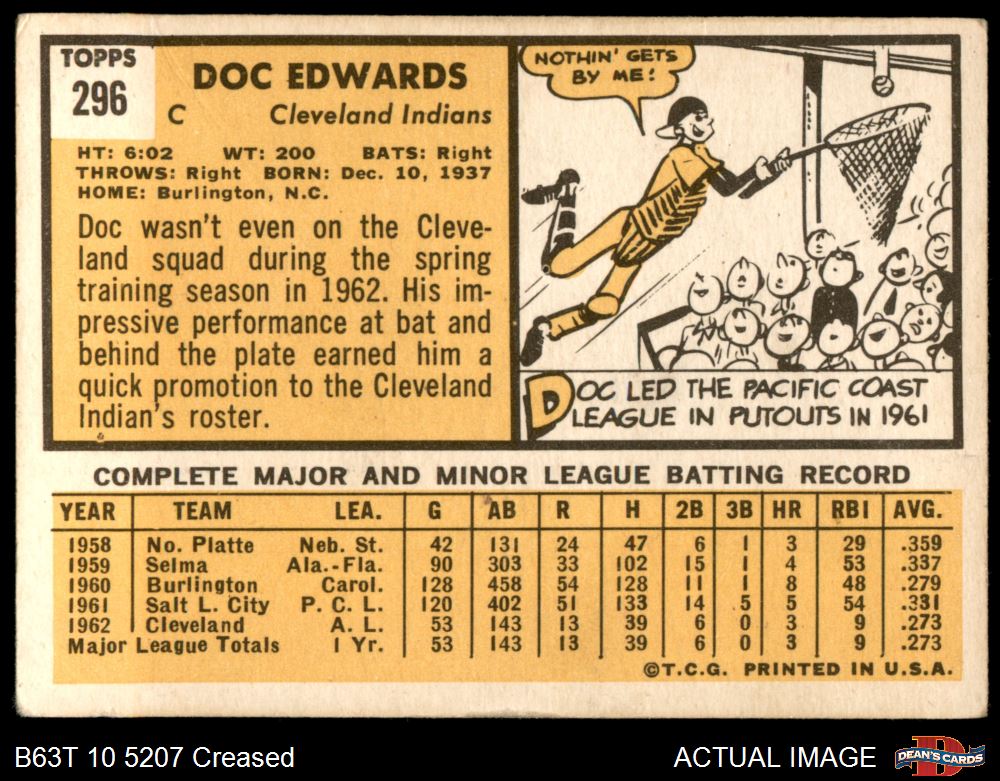 TOPPS
296
DOC EDWARDS
C Cleveland Indians
HT: 6:02 WT: 200 BATS: Right
THROWS: Right BORN: Dec. 10, 1937
HOME: Burlington, N.C.
Doc wasn't even on the Cleve-
land squad during the spring
training season in 1962. His im-
pressive performance at bat and
behind the plate earned him a
quick promotion to the Cleveland
Indian's roster.
NOTHIN' GETS
BY ME!
DOC LED THE PACIFIC COAST
LEAGUE IN PUTOUTS IN 1961
COMPLETE MAJOR AND MINOR LEAGUE BATTING RECORD
YEAR TEAM LEA. G AB R H 2B 3B HR RBI AVG.
1958 No. Platte Neb. St. 42 131 24 47 6 1 3 29 .359
1959 Selma Ala.-Fla. 90 303 33 102 15 1 4 53 .337
1960 Burlington Carol. 128 458 54 128 11 1 8 48 .279
1961 Salt L. City P. C. L. 120 402 51 133 14 5 5 54 .331
1962 Cleveland A. L. 53 143 13 39 6 0 3 9 .273
Major League Totals 1 Yr. 53 143 13 39 6 0 3 9 .273
©T.C.G. PRINTED IN U.S.A.
B63T 10 5207 Creased
ACTUAL IMAGE
D
DEAN'S CARDS